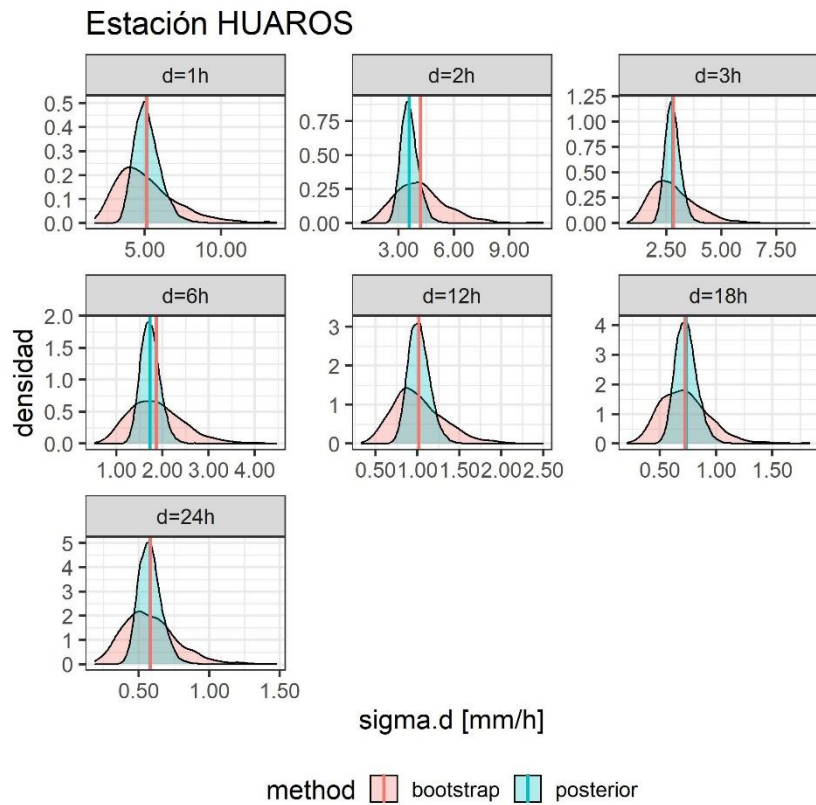 Estación HUAROS
d=1h d=2h d=3h
0.5 0.4 0.3 0.2 0.1 0.0
5.00 10.00
0.75 0.50 0.25 0.00
3.00 6.00 9.00
1.25 1.00 0.75 0.50 0.25 0.00
2.50 5.00 7.50
d=6h d=12h d=18h
densidad
2.0 1.5 1.0 0.5 0.0
1.00 2.00 3.00 4.00
3 2 1 0
0.50 1.00 1.50 2.00 2.50
4 3 2 1 0
0.50 1.00 1.50
d=24h
5 4 3 2 1 0
0.50 1.00 1.50
sigma.d [mm/h]
method bootstrap posterior